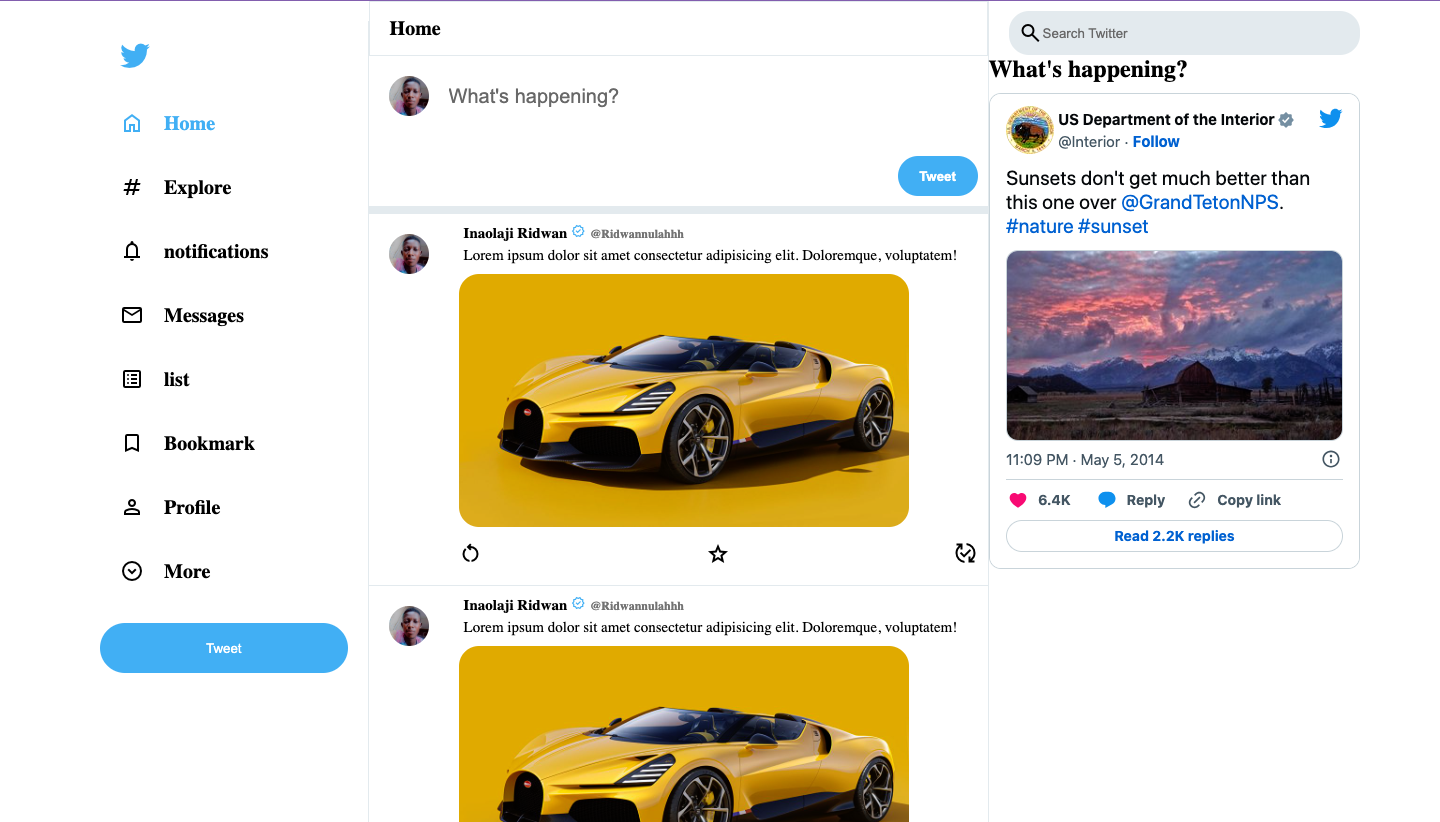 Home
Explore
notifications
Messages
list
Bookmark
Profile
More
Tweet
Home
What's happening?
Tweet
Inaolaji Ridwan @Ridwannulahhh
Lorem ipsum dolor sit amet consectetur adipisicing elit. Doloremque, voluptatem!
Inaolaji Ridwan @Ridwannulahhh
Lorem ipsum dolor sit amet consectetur adipisicing elit. Doloremque, voluptatem!
Search Twitter
What's happening?
US Department of the Interior
@Interior · Follow
Sunsets don't get much better than
this one over @GrandTetonNPS.
#nature #sunset
11:09 PM · May 5, 2014
6.4K Reply Copy link
Read 2.2K replies